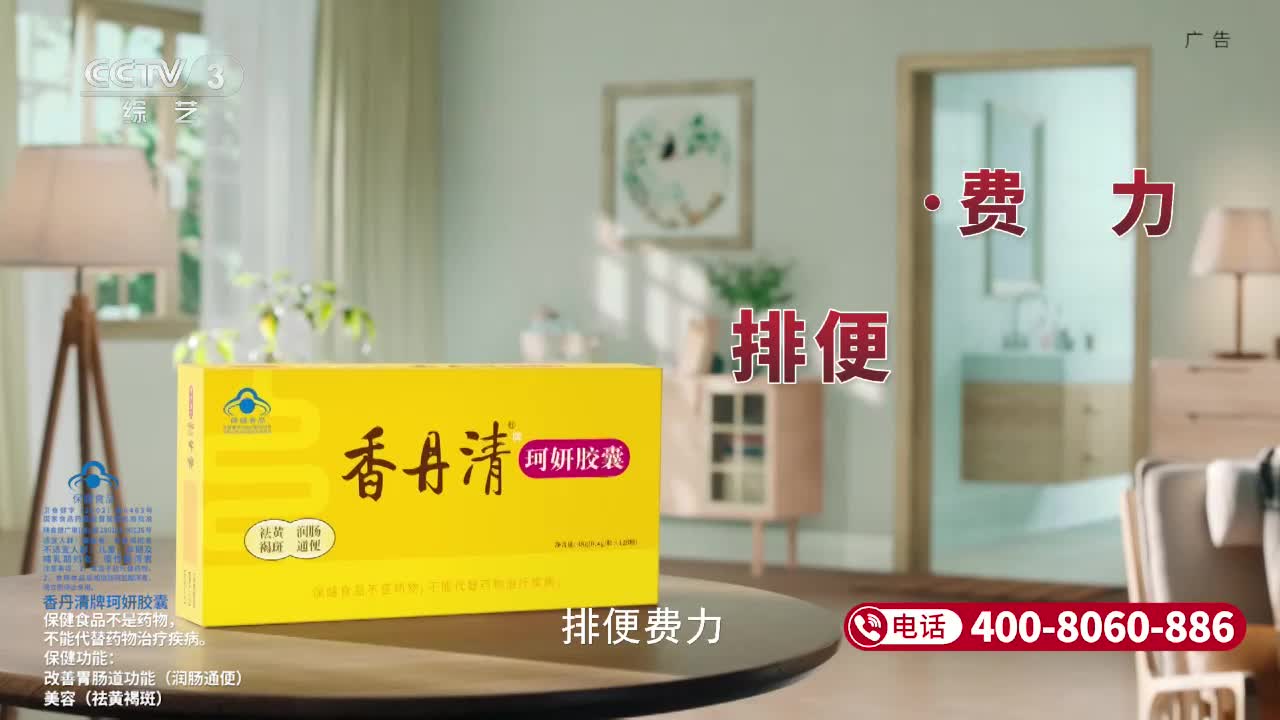 广告
CCTV 3
综艺
·费 力
排便
保健食品
香丹清
珂妍胶囊
祛黄 润肠
褐斑 通便
保健食品不是药物，不能代替药物治疗疾病。
保健食品
香丹清牌珂妍胶囊
保健食品不是药物，
不能代替药物治疗疾病。
保健功能：
改善胃肠道功能（润肠通便）
美容（祛黄褐斑）
排便费力
电话 400-8060-886